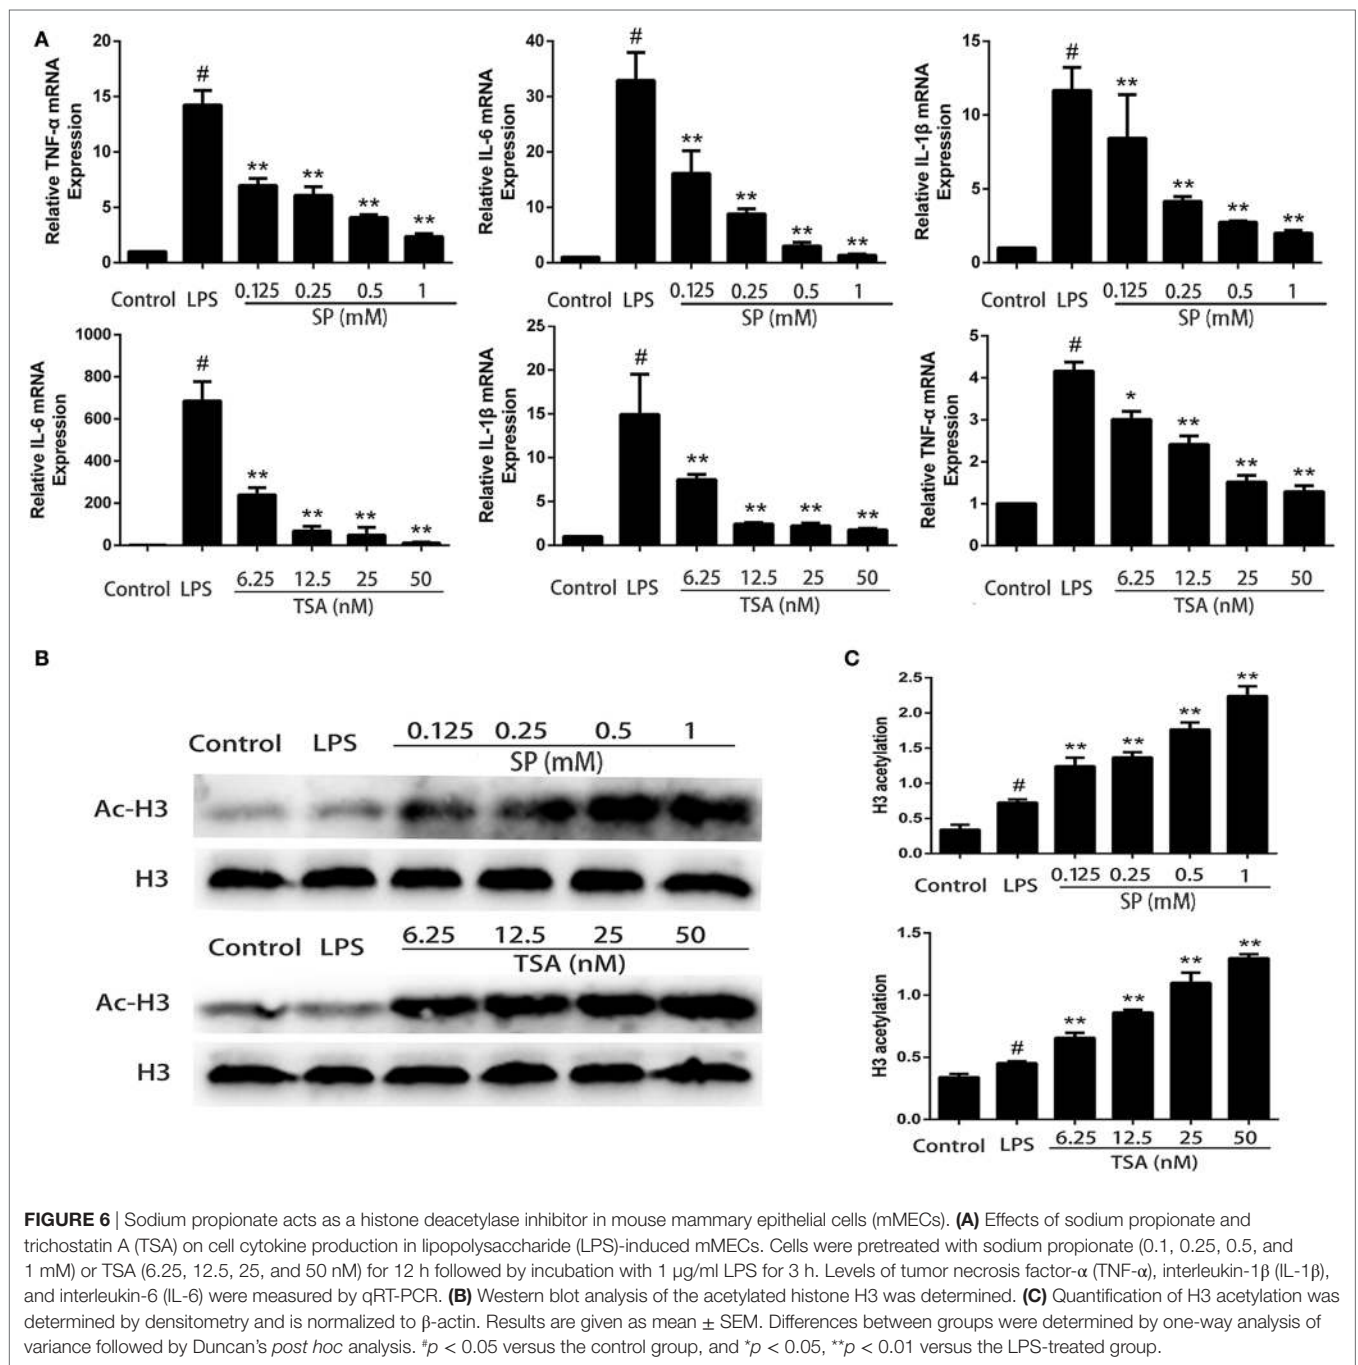 A
Relative TNF-α mRNA
Expression
20
15
10
5
0
#
**
**
**
**
Control LPS 0.125 0.25 0.5 1
SP (mM)
Relative IL-6 mRNA
Expression
60
40
20
0
#
**
**
**
**
Control LPS 0.125 0.25 0.5 1
SP (mM)
Relative IL-1β mRNA
Expression
15
10
5
0
#
**
**
**
**
Control LPS 0.125 0.25 0.5 1
SP (mM)
Relative IL-6 mRNA
Expression
1000
800
600
400
200
0
#
**
**
**
**
Control LPS 6.25 12.5 25 50
TSA (nM)
Relative IL-1β mRNA
Expression
25
20
15
10
5
0
#
**
**
**
**
Control LPS 6.25 12.5 25 50
TSA (nM)
Relative TNF-α mRNA
Expression
5
4
3
2
1
0
#
*
**
**
**
Control LPS 6.25 12.5 25 50
TSA (nM)
B
Control LPS 0.125 0.25 0.5 1
SP (mM)
Ac-H3
H3
Control LPS 6.25 12.5 25 50
TSA (nM)
Ac-H3
H3
C
H3 acetylation
2.5
2.0
1.5
1.0
0.5
0.0
#
**
**
**
**
Control LPS 0.125 0.25 0.5 1
SP (mM)
H3 acetylation
1.5
1.0
0.5
0.0
#
**
**
**
**
Control LPS 6.25 12.5 25 50
TSA (nM)
FIGURE 6 | Sodium propionate acts as a histone deacetylase inhibitor in mouse mammary epithelial cells (mMECs). (A) Effects of sodium propionate and
trichostatin A (TSA) on cell cytokine production in lipopolysaccharide (LPS)-induced mMECs. Cells were pretreated with sodium propionate (0.1, 0.25, 0.5, and
1 mM) or TSA (6.25, 12.5, 25, and 50 nM) for 12 h followed by incubation with 1 μg/ml LPS for 3 h. Levels of tumor necrosis factor-α (TNF-α), interleukin-1β (IL-1β),
and interleukin-6 (IL-6) were measured by qRT-PCR. (B) Western blot analysis of the acetylated histone H3 was determined. (C) Quantification of H3 acetylation was
determined by densitometry and is normalized to β-actin. Results are given as mean ± SEM. Differences between groups were determined by one-way analysis of
variance followed by Duncan's post hoc analysis. #p < 0.05 versus the control group, and *p < 0.05, **p < 0.01 versus the LPS-treated group.